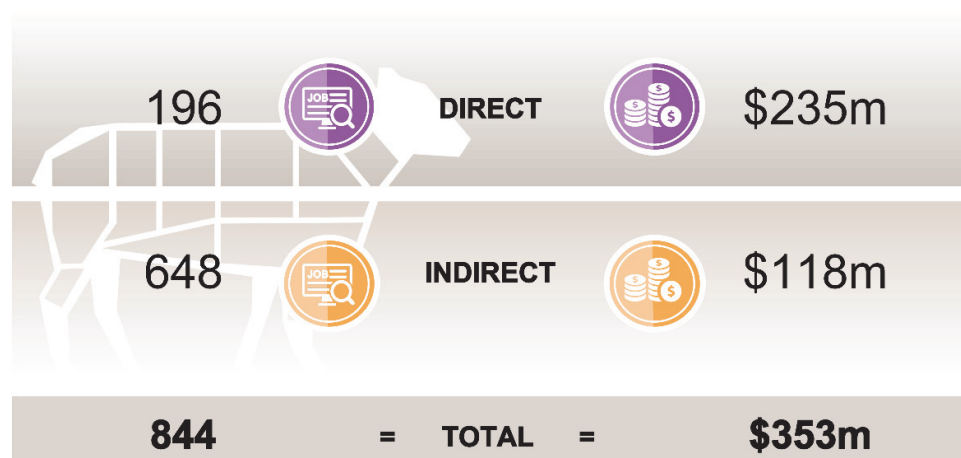 196 JOB DIRECT $ $ $235m
648 JOB INDIRECT $ $ $ $118m
844 = TOTAL = $353m